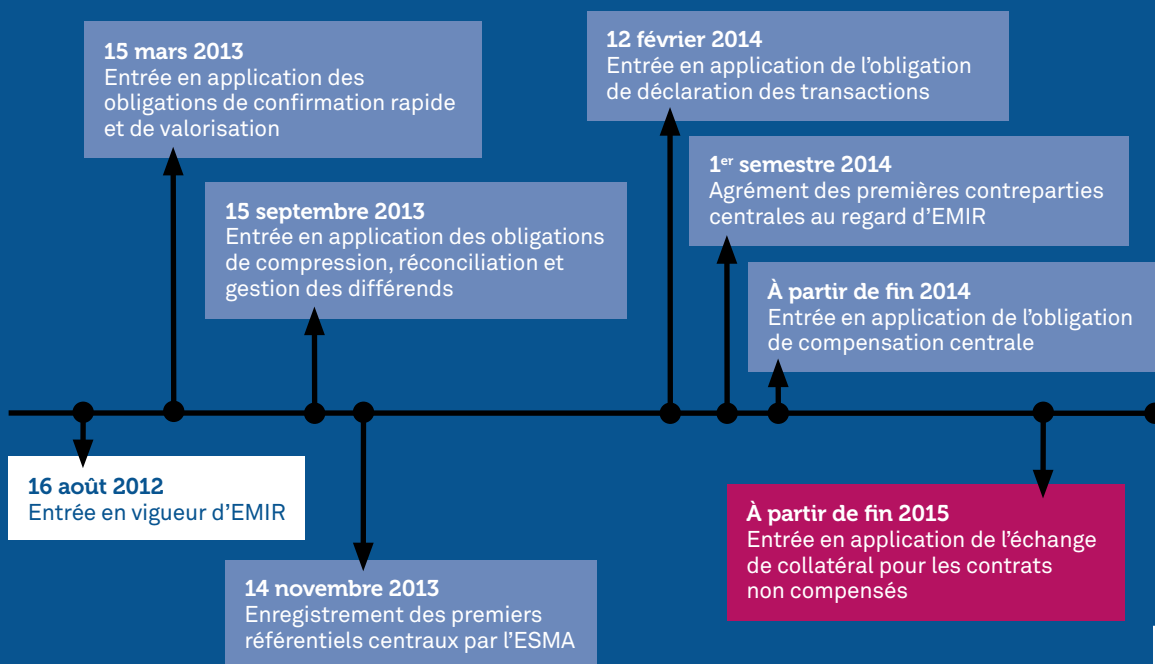 15 mars 2013
Entrée en application des
obligations de confirmation rapide
et de valorisation
12 février 2014
Entrée en application de l’obligation
de déclaration des transactions
1er semestre 2014
Agrément des premières contreparties
centrales au regard d’EMIR
15 septembre 2013
Entrée en application des obligations
de compression, réconciliation et
gestion des différends
À partir de fin 2014
Entrée en application de l’obligation
de compensation centrale
16 août 2012
Entrée en vigueur d’EMIR
À partir de fin 2015
Entrée en application de l’échange
de collatéral pour les contrats
non compensés
14 novembre 2013
Enregistrement des premiers
référentiels centraux par l’ESMA